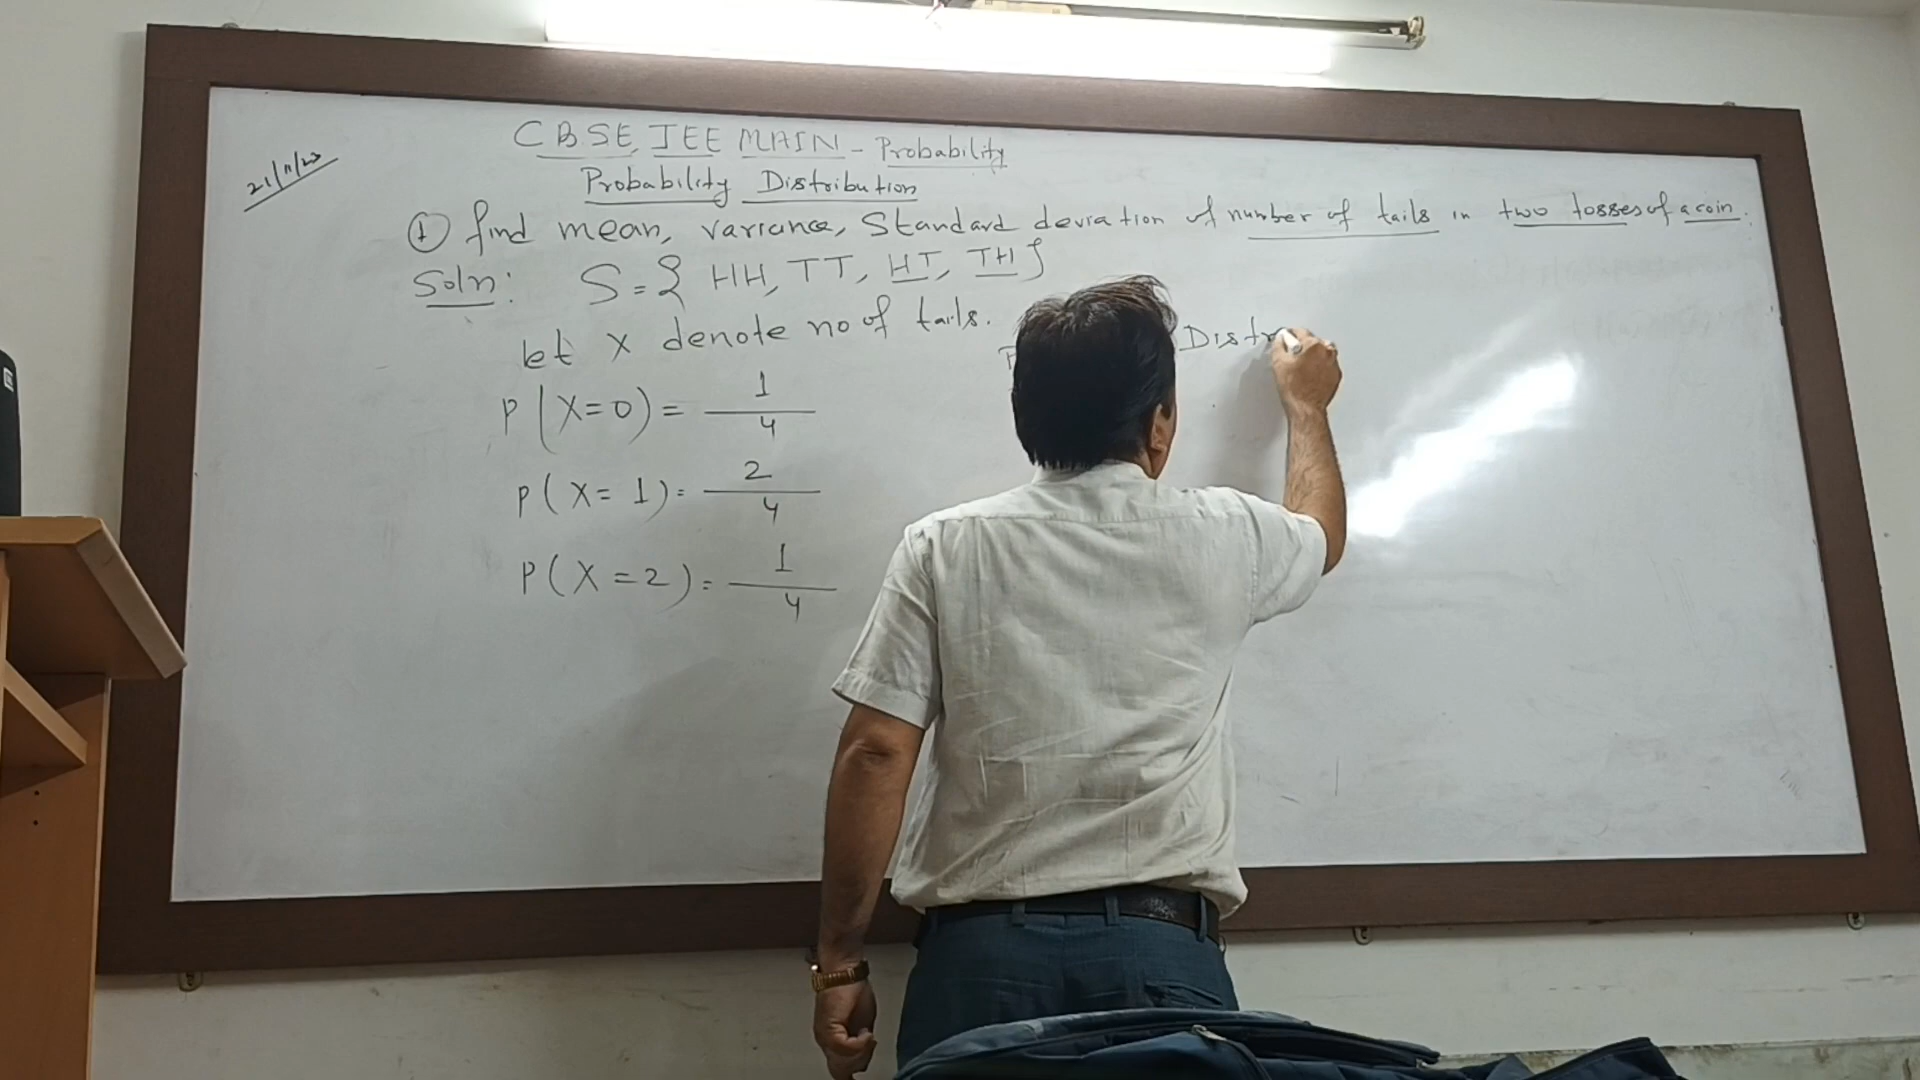 21/11/23
CBSE, JEE MAIN - Probability
Probability Distribution
① find mean, variance, Standard deviation of number of tails in two tosses of a coin.
Soln: S = { HH, TT, HT, TH }
let X denote no of tails.
Distr
P(X=0) = 1/4
P(X=1) = 2/4
P(X=2) = 1/4